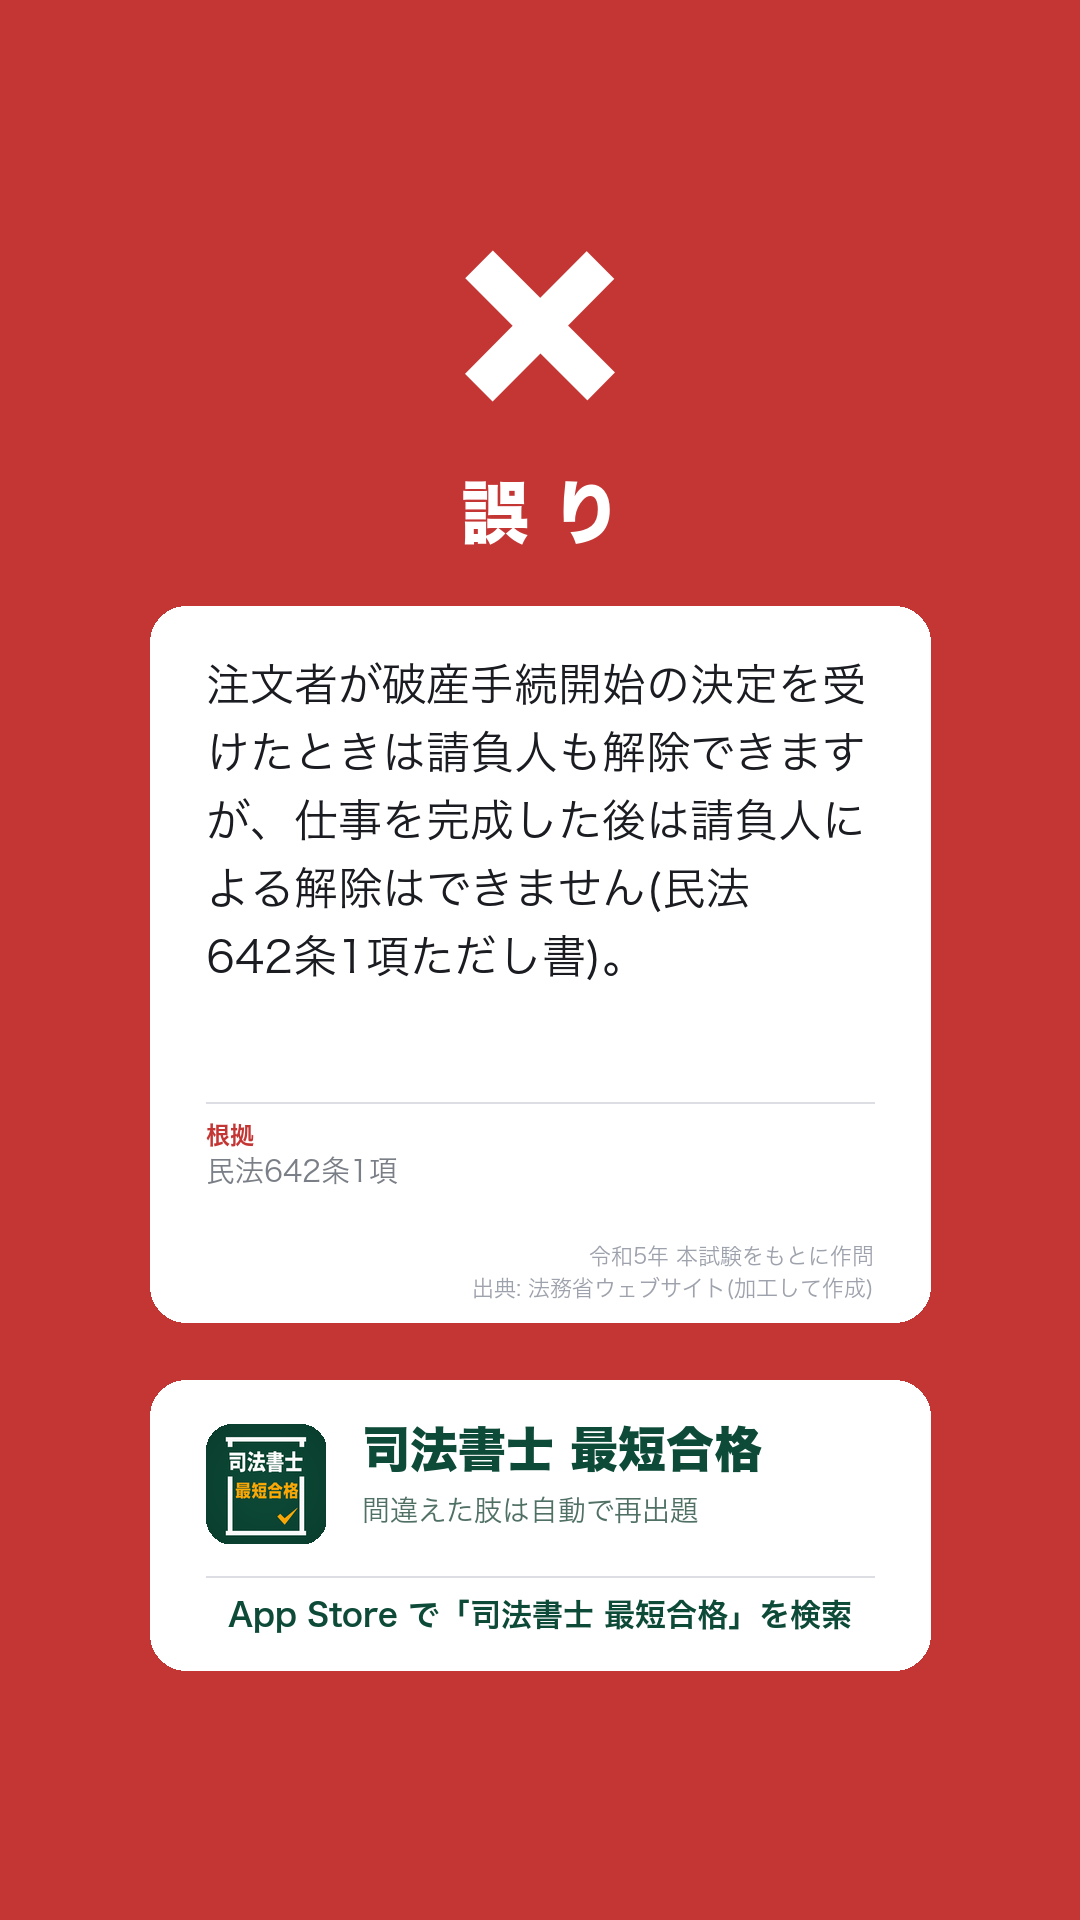 誤り
注文者が破産手続開始の決定を受
けたときは請負人も解除できます
が、仕事を完成した後は請負人に
よる解除はできません(民法
642条1項ただし書)。
根拠
民法642条1項
令和5年 本試験をもとに作問
出典: 法務省ウェブサイト(加工して作成)
司法書士
最短合格
司法書士 最短合格
間違えた肢は自動で再出題
App Store で「司法書士 最短合格」を検索